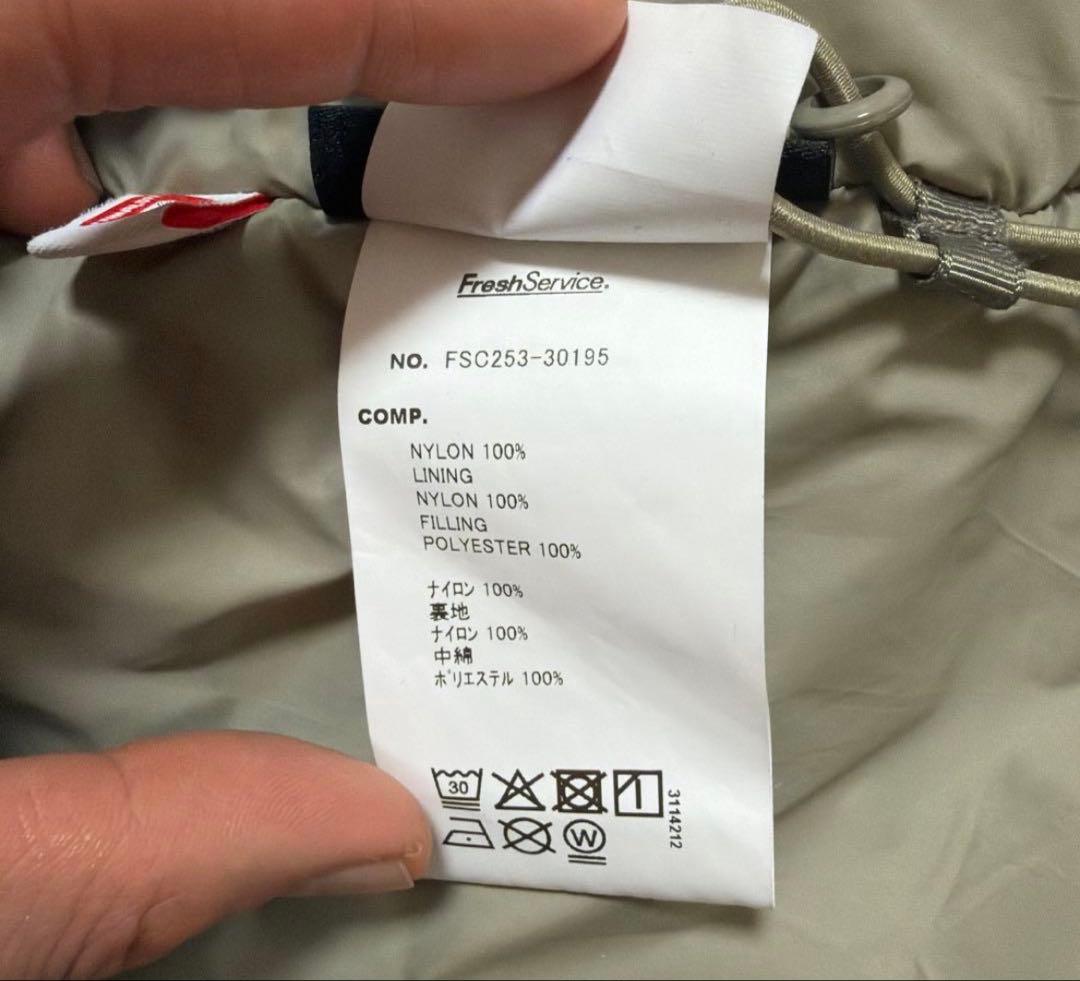 FreshService.
NO. FSC253-30195
COMP.
NYLON 100%
LINING
NYLON 100%
FILLING
POLYESTER 100%
ナイロン 100%
裏地
ナイロン 100%
中綿
ポリエステル 100%
30
W
3114212